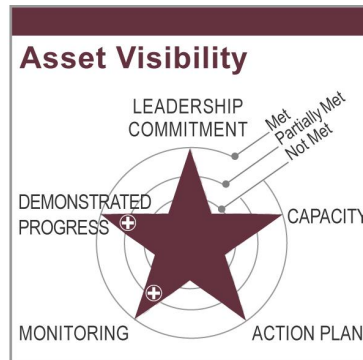 Asset Visibility
LEADERSHIP
COMMITMENT
Met
Partially Met
Not Met
DEMONSTRATED
PROGRESS
CAPACITY
MONITORING
ACTION PLAN